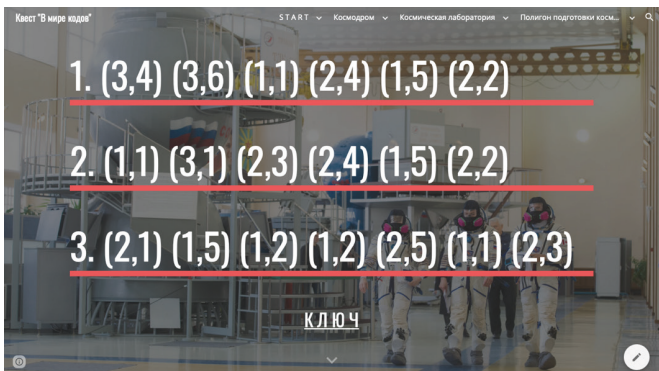 Квест "В мире кодов"
START Космодром Космическая лаборатория Полигон подготовки косм...
1. (3,4) (3,6) (1,1) (2,4) (1,5) (2,2)
2. (1,1) (3,1) (2,3) (2,4) (1,5) (2,2)
3. (2,1) (1,5) (1,2) (1,2) (2,5) (1,1) (2,3)
КЛЮЧ